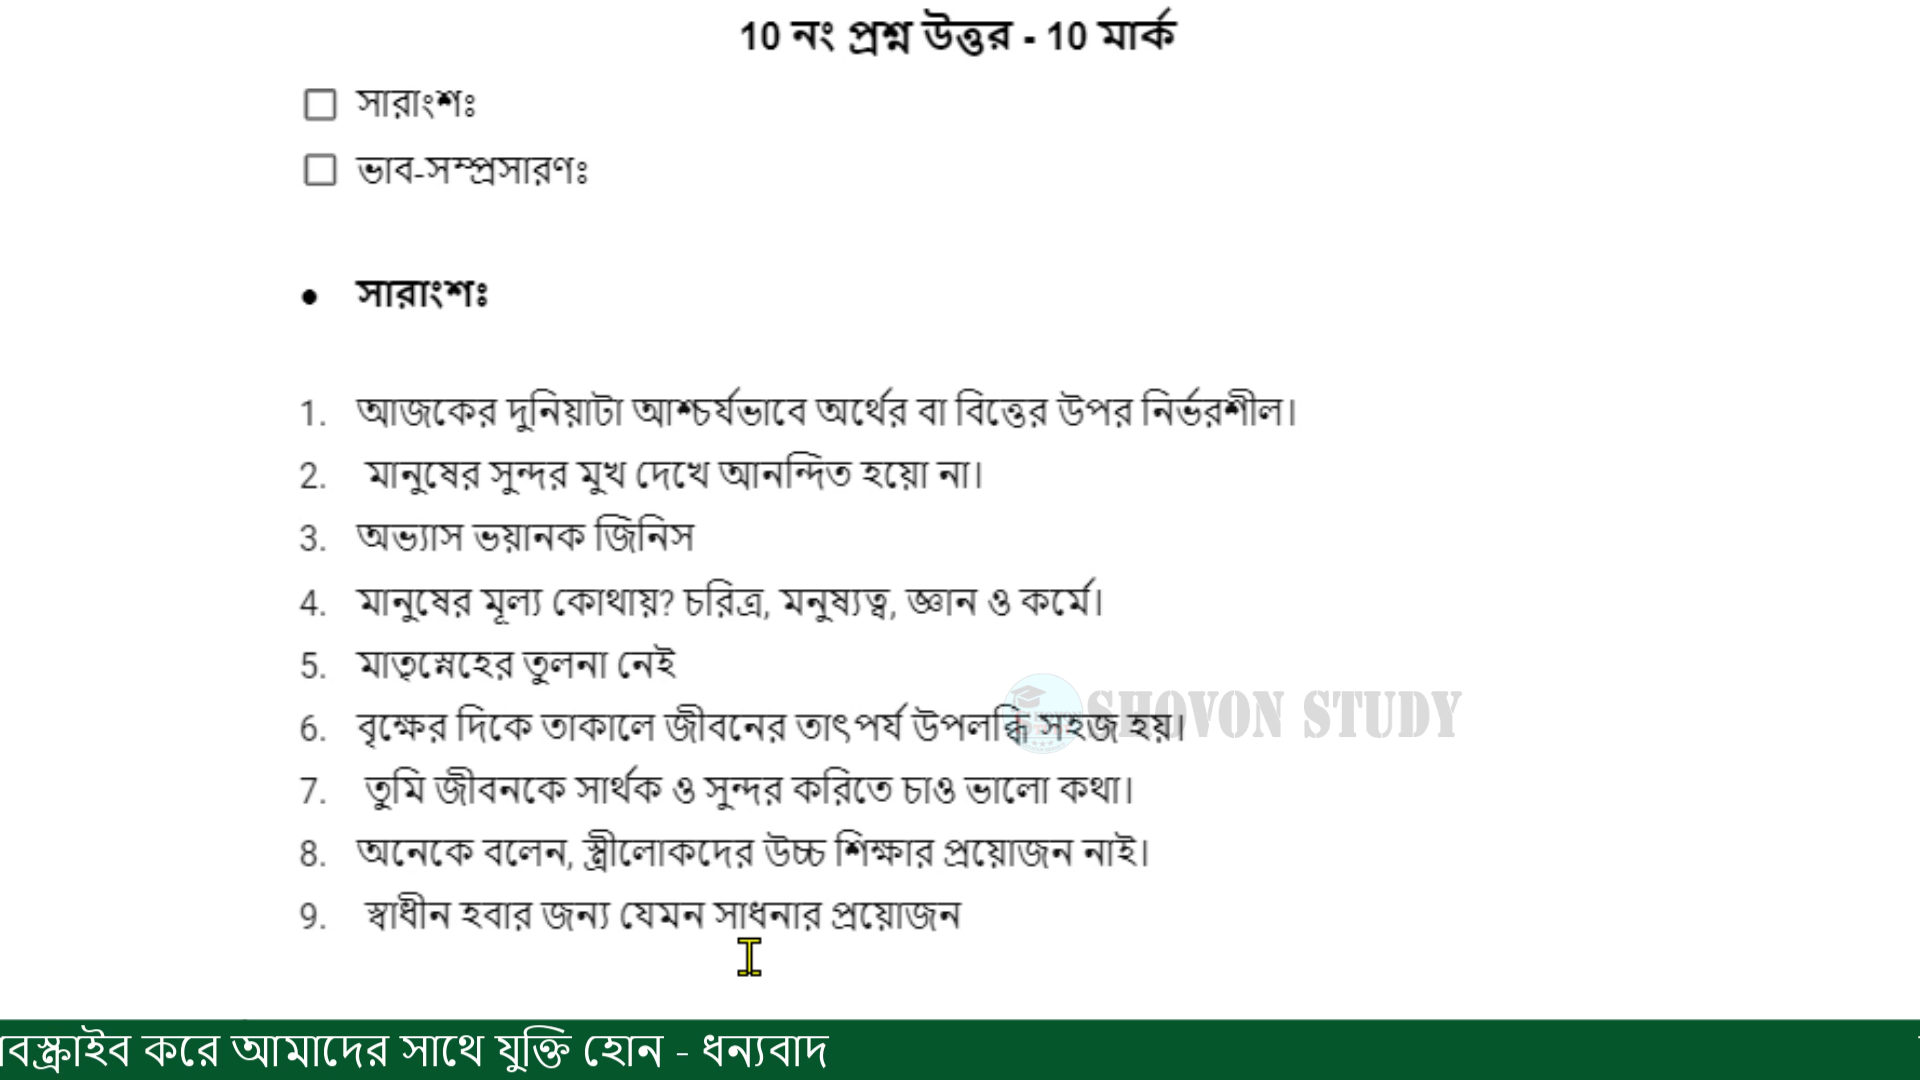 10 নং প্রশ্ন উত্তর - 10 মার্ক
সারাংশঃ
ভাব-সম্প্রসারণঃ
• সারাংশঃ
1. আজকের দুনিয়াটা আশ্চর্যভাবে অর্থের বা বিত্তের উপর নির্ভরশীল।
2. মানুষের সুন্দর মুখ দেখে আনন্দিত হয়ো না।
3. অভ্যাস ভয়ানক জিনিস
4. মানুষের মূল্য কোথায়? চরিত্র, মনুষ্যত্ব, জ্ঞান ও কর্মে।
5. মাতৃস্নেহের তুলনা নেই
6. বৃক্ষের দিকে তাকালে জীবনের তাৎপর্য উপলব্ধি সহজ হয়।
SHOVON STUDY
7. তুমি জীবনকে সার্থক ও সুন্দর করিতে চাও ভালো কথা।
8. অনেকে বলেন, স্ত্রীলোকদের উচ্চ শিক্ষার প্রয়োজন নাই।
9. স্বাধীন হবার জন্য যেমন সাধনার প্রয়োজন
করে আমাদের সাথে যুক্তি হোন - ধন্যবাদ